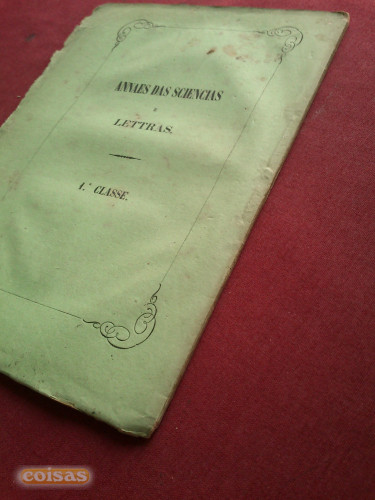 ANNAES DAS SCIENCIAS
E
LETTRAS.
1.ª CLASSE.
coisas